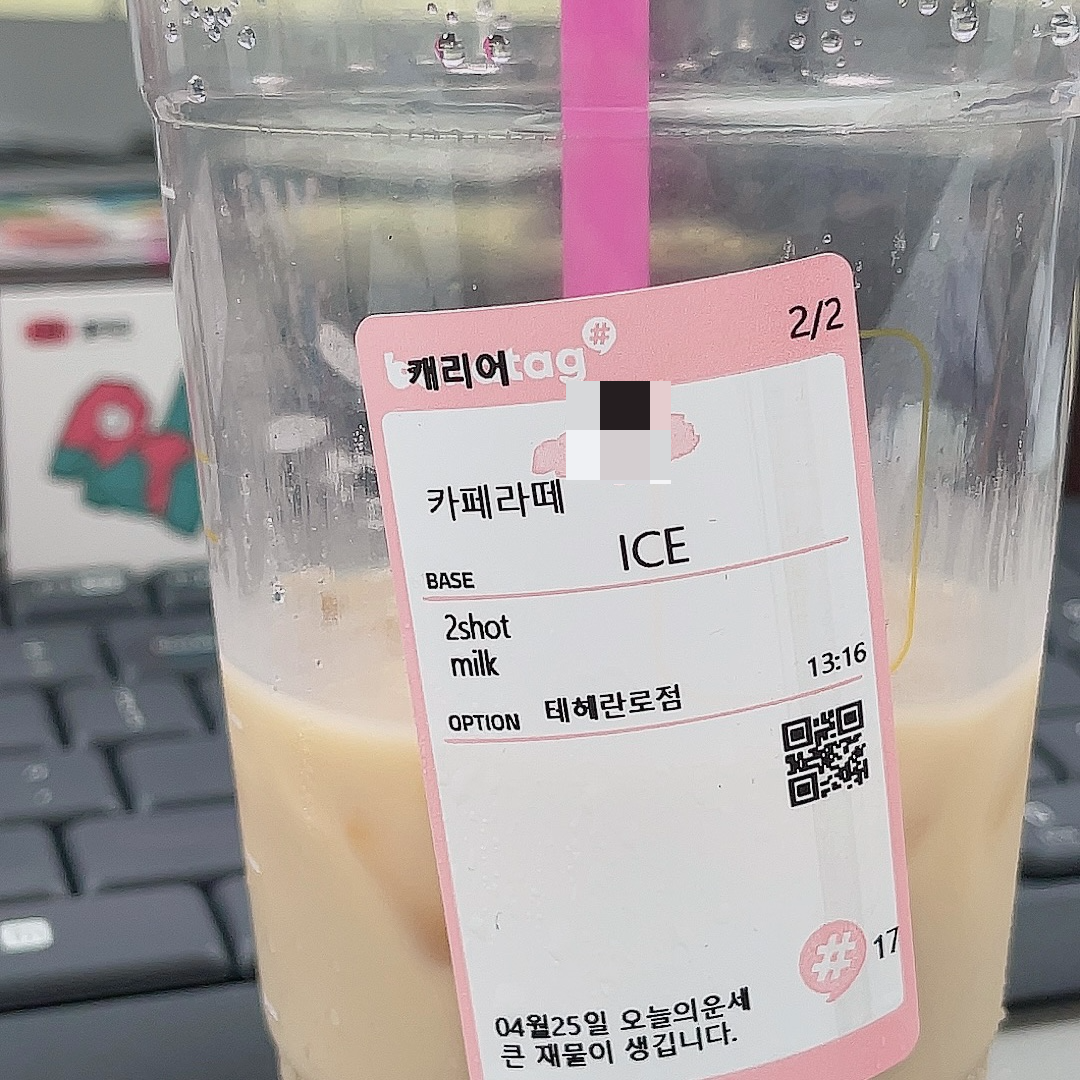 캐리어 tag 2/2
카페라떼
ICE
BASE
2shot
milk
13:16
OPTION 테헤란로점
# 17
04월25일 오늘의운세
큰 재물이 생깁니다.